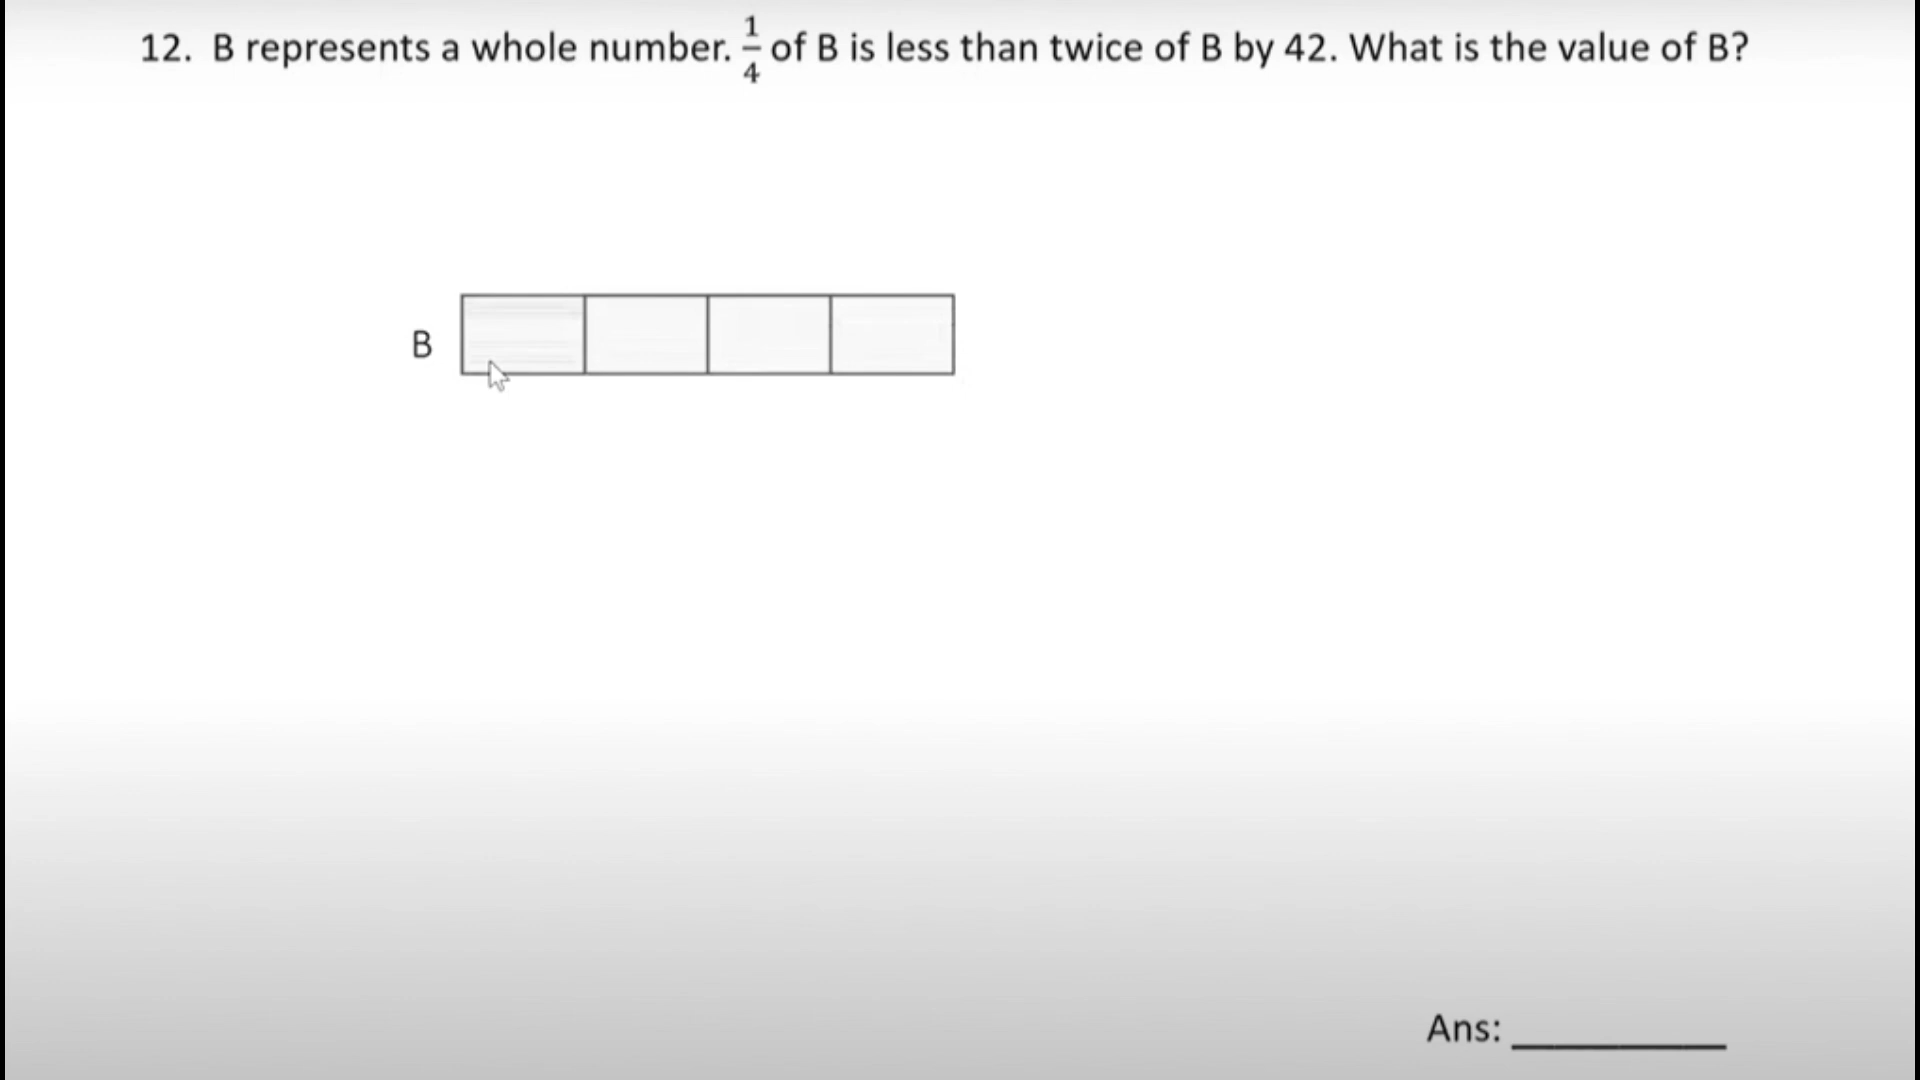 12. B represents a whole number. 1/4 of B is less than twice of B by 42. What is the value of B?
B
Ans: ________